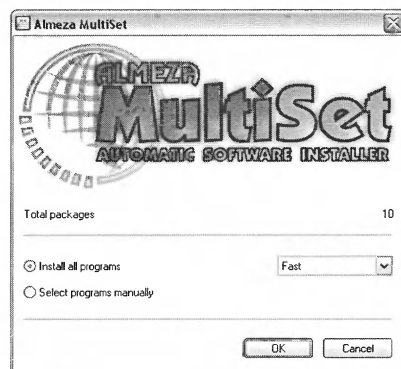 Almeza MultiSet
ALMEZA
MultiSet
AUTOMATIC SOFTWARE INSTALLER
Total packages 10
Install all programs Fast
Select programs manually
OK Cancel